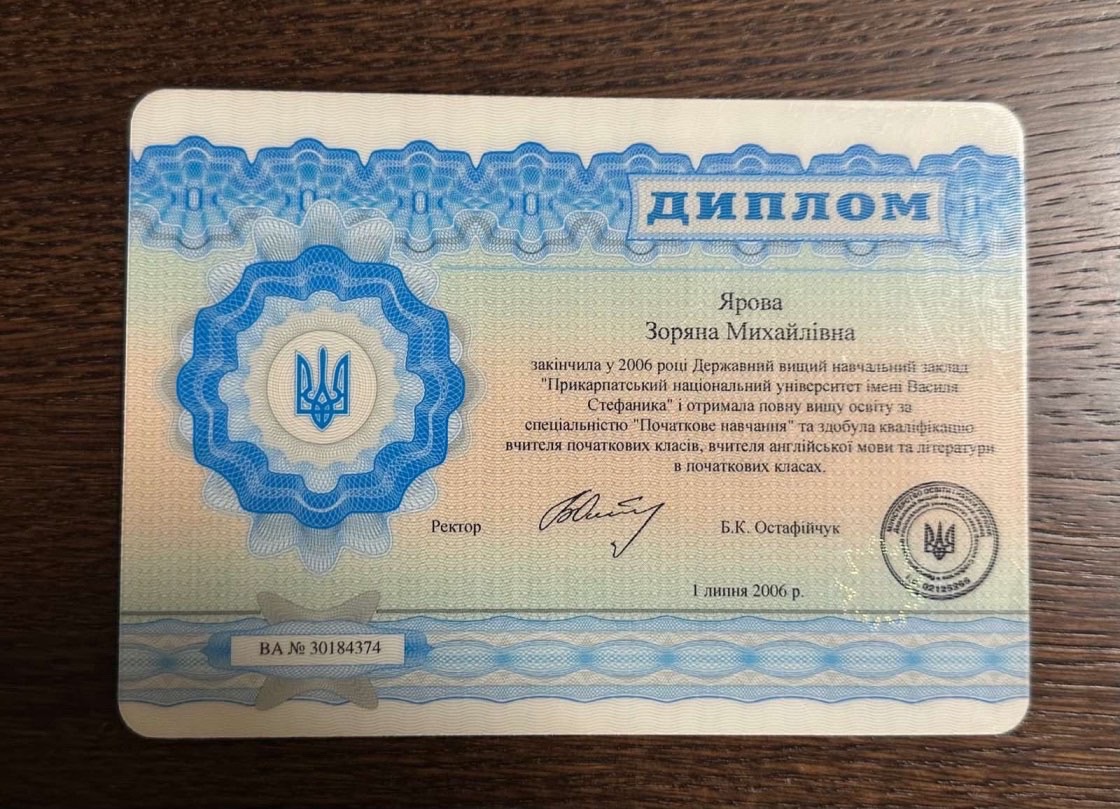 ДИПЛОМ
Ярова
Зоряна Михайлівна
закінчила у 2006 році Державний вищий навчальний заклад
"Прикарпатський національний університет імені Василя
Стефаника" і отримала повну вищу освіту за
спеціальністю "Початкове навчання" та здобула кваліфікацію
вчителя початкових класів, вчителя англійської мови та літератури
в початкових класах.
Ректор
Б.К. Остафійчук
1 липня 2006 р.
ВА № 30184374